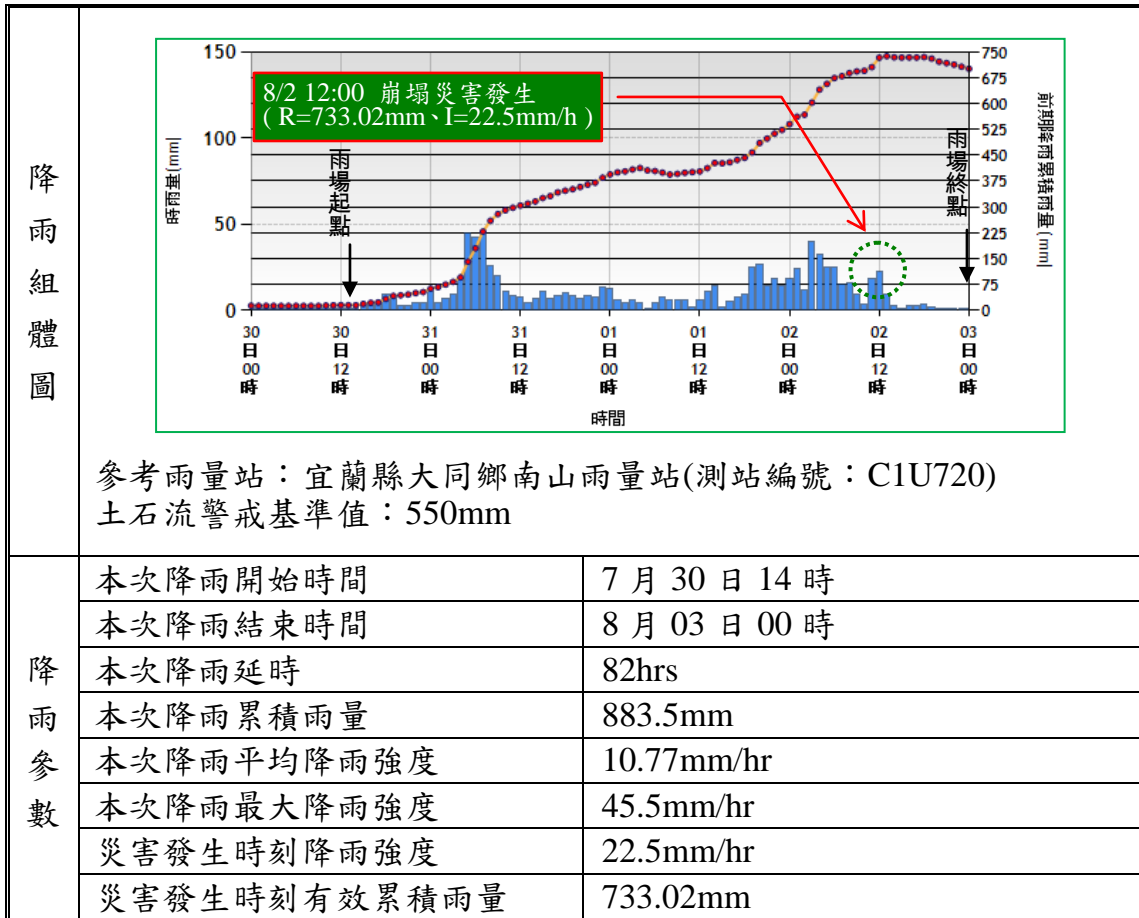 降雨組體圖
150
100
50
0
時雨量(mm)
8/2 12:00 崩塌災害發生
( R=733.02mm、I=22.5mm/h )
雨場起點
雨場終點
750
675
600
525
450
375
300
225
150
75
0
前期降雨累積雨量(mm)
30日00時
30日12時
31日00時
31日12時
01日00時
01日12時
02日00時
02日12時
03日00時
時間
參考雨量站：宜蘭縣大同鄉南山雨量站(測站編號：C1U720)
土石流警戒基準值：550mm
降雨參數
本次降雨開始時間 7 月 30 日 14 時
本次降雨結束時間 8 月 03 日 00 時
本次降雨延時 82hrs
本次降雨累積雨量 883.5mm
本次降雨平均降雨強度 10.77mm/hr
本次降雨最大降雨強度 45.5mm/hr
災害發生時刻降雨強度 22.5mm/hr
災害發生時刻有效累積雨量 733.02mm